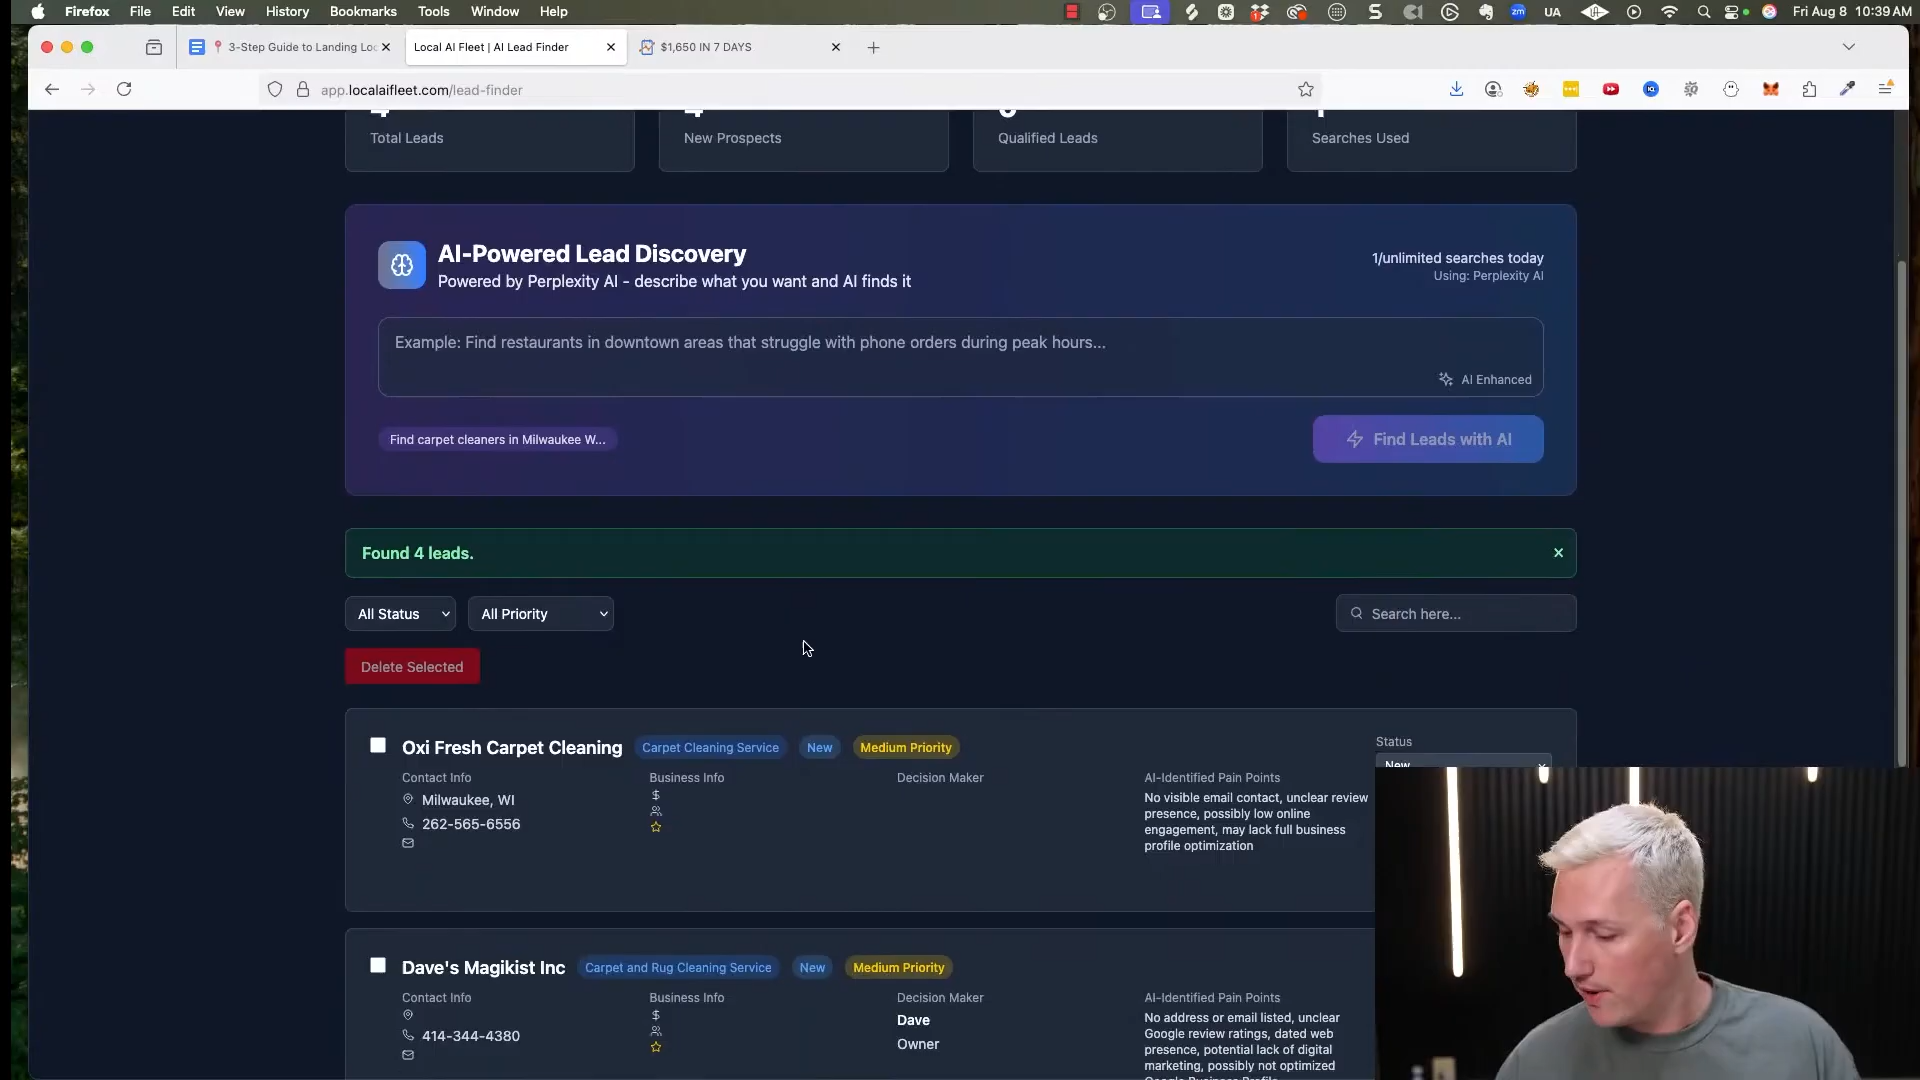 Firefox File Edit View History Bookmarks Tools Window Help
UA
Fri Aug 8 10:39 AM
3-Step Guide to Landing Loc
Local AI Fleet | AI Lead Finder
$1,650 IN 7 DAYS
app.localaifleet.com/lead-finder
Total Leads
New Prospects
Qualified Leads
Searches Used
AI-Powered Lead Discovery
Powered by Perplexity AI - describe what you want and AI finds it
1/unlimited searches today
Using: Perplexity AI
Example: Find restaurants in downtown areas that struggle with phone orders during peak hours...
AI Enhanced
Find carpet cleaners in Milwaukee W...
Find Leads with AI
Found 4 leads.
All Status
All Priority
Search here...
Delete Selected
Oxi Fresh Carpet Cleaning
Carpet Cleaning Service
New
Medium Priority
Status
New
Contact Info
Milwaukee, WI
262-565-6556
Business Info
Decision Maker
AI-Identified Pain Points
No visible email contact, unclear review
presence, possibly low online
engagement, may lack full business
profile optimization
Dave's Magikist Inc
Carpet and Rug Cleaning Service
New
Medium Priority
Contact Info
414-344-4380
Business Info
Decision Maker
Dave
Owner
AI-Identified Pain Points
No address or email listed, unclear
Google review ratings, dated web
presence, potential lack of digital
marketing, possibly not optimized